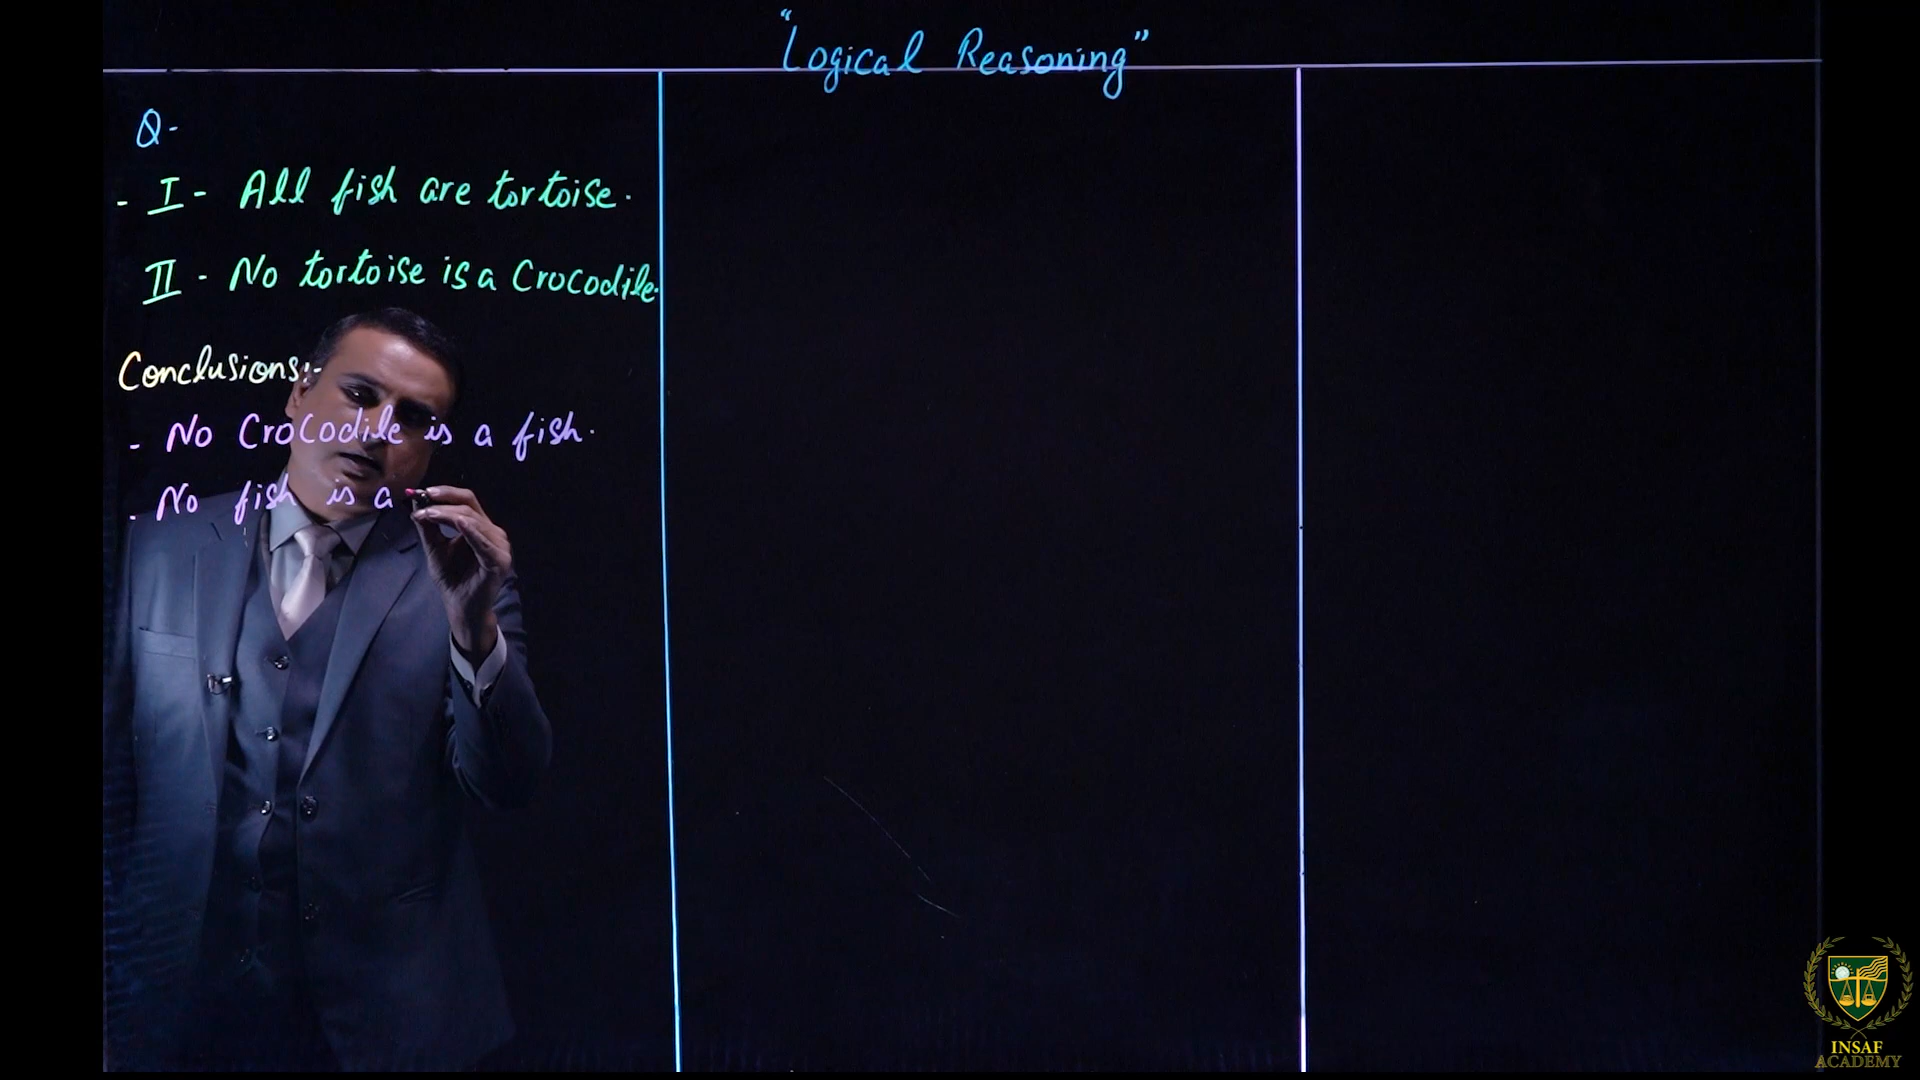 "Logical Reasoning"
Q-
- I - All fish are tortoise.
II - No tortoise is a Crocodile.
Conclusions:-
- No Crocodile is a fish.
- No fish is a
INSAF
ACADEMY